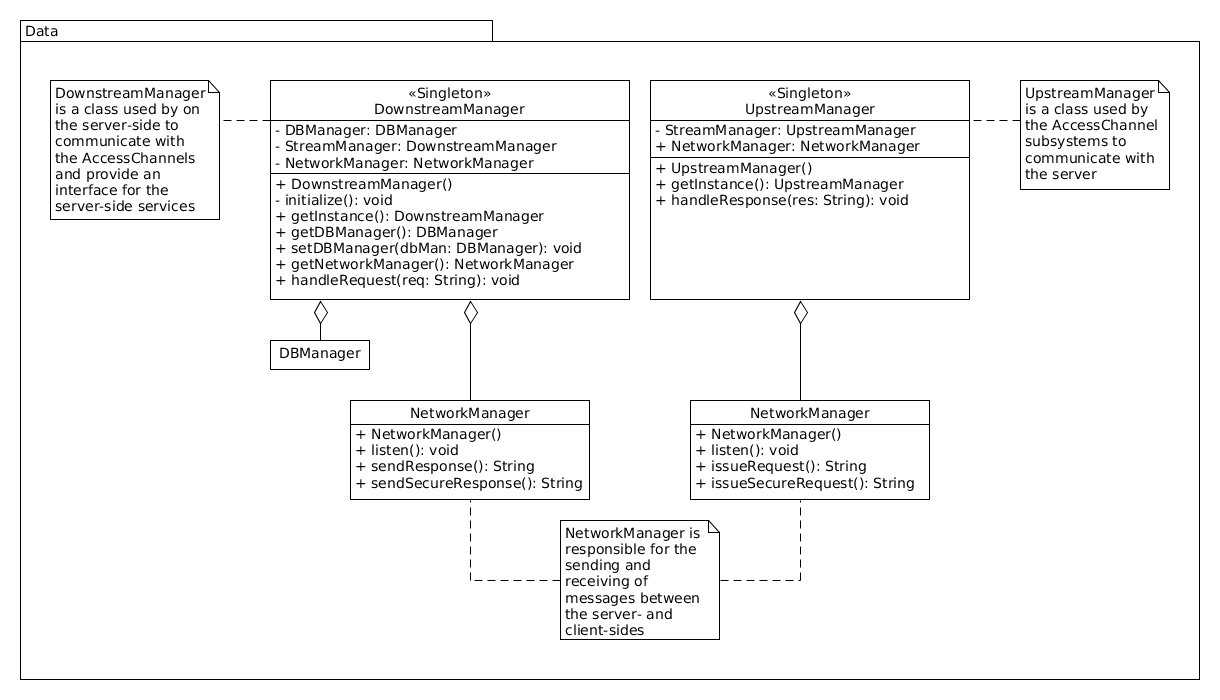 Data
DownstreamManager
is a class used by on
the server-side to
communicate with
the AccessChannels
and provide an
interface for the
server-side services
«Singleton»
DownstreamManager
- DBManager: DBManager
- StreamManager: DownstreamManager
- NetworkManager: NetworkManager
+ DownstreamManager()
- initialize(): void
+ getInstance(): DownstreamManager
+ getDBManager(): DBManager
+ setDBManager(dbMan: DBManager): void
+ getNetworkManager(): NetworkManager
+ handleRequest(req: String): void
«Singleton»
UpstreamManager
- StreamManager: UpstreamManager
+ NetworkManager: NetworkManager
+ UpstreamManager()
+ getInstance(): UpstreamManager
+ handleResponse(res: String): void
UpstreamManager
is a class used by
the AccessChannel
subsystems to
communicate with
the server
DBManager
NetworkManager
+ NetworkManager()
+ listen(): void
+ sendResponse(): String
+ sendSecureResponse(): String
NetworkManager
+ NetworkManager()
+ listen(): void
+ issueRequest(): String
+ issueSecureRequest(): String
NetworkManager is
responsible for the
sending and
receiving of
messages between
the server- and
client-sides